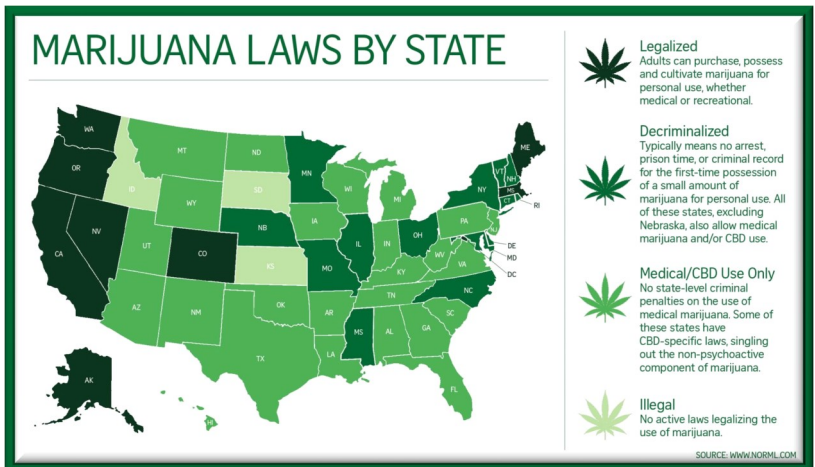 MARIJUANA LAWS BY STATE
Legalized
Adults can purchase, possess
and cultivate marijuana for
personal use, whether
medical or recreational.
Decriminalized
Typically means no arrest,
prison time, or criminal record
for the first-time possession
of a small amount of
marijuana for personal use. All
of these states, excluding
Nebraska, also allow medical
marijuana and/or CBD use.
Medical/CBD Use Only
No state-level criminal
penalties on the use of
medical marijuana. Some of
these states have
CBD-specific laws, singling
out the non-psychoactive
component of marijuana.
Illegal
No active laws legalizing the
use of marijuana.
SOURCE: WWW.NORML.COM
WA
MT
ND
MN
ME
OR
ID
SD
WI
MI
VT
NH
NY
MS
CT
RI
WY
IA
NB
PA
NJ
NV
UT
CO
IL
IN
OH
DE
MD
DC
CA
KS
MO
WV
VA
KY
NC
AZ
NM
OK
TN
AR
SC
MS
AL
GA
TX
LA
FL
AK
HI